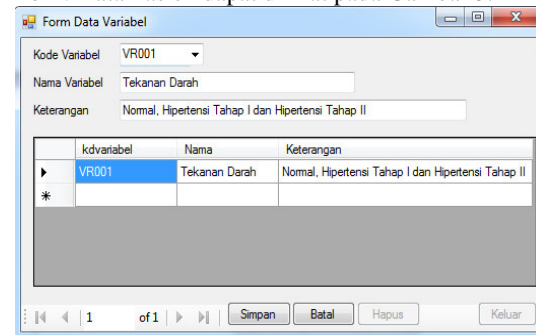 Form Data Variabel
Kode Variabel VR001
Nama Variabel Tekanan Darah
Keterangan Normal, Hipertensi Tahap I dan Hipertensi Tahap II
kdvariabel Nama Keterangan
VR001 Tekanan Darah Normal, Hipertensi Tahap I dan Hipertensi Tahap II
1 of 1 Simpan Batal Hapus Keluar